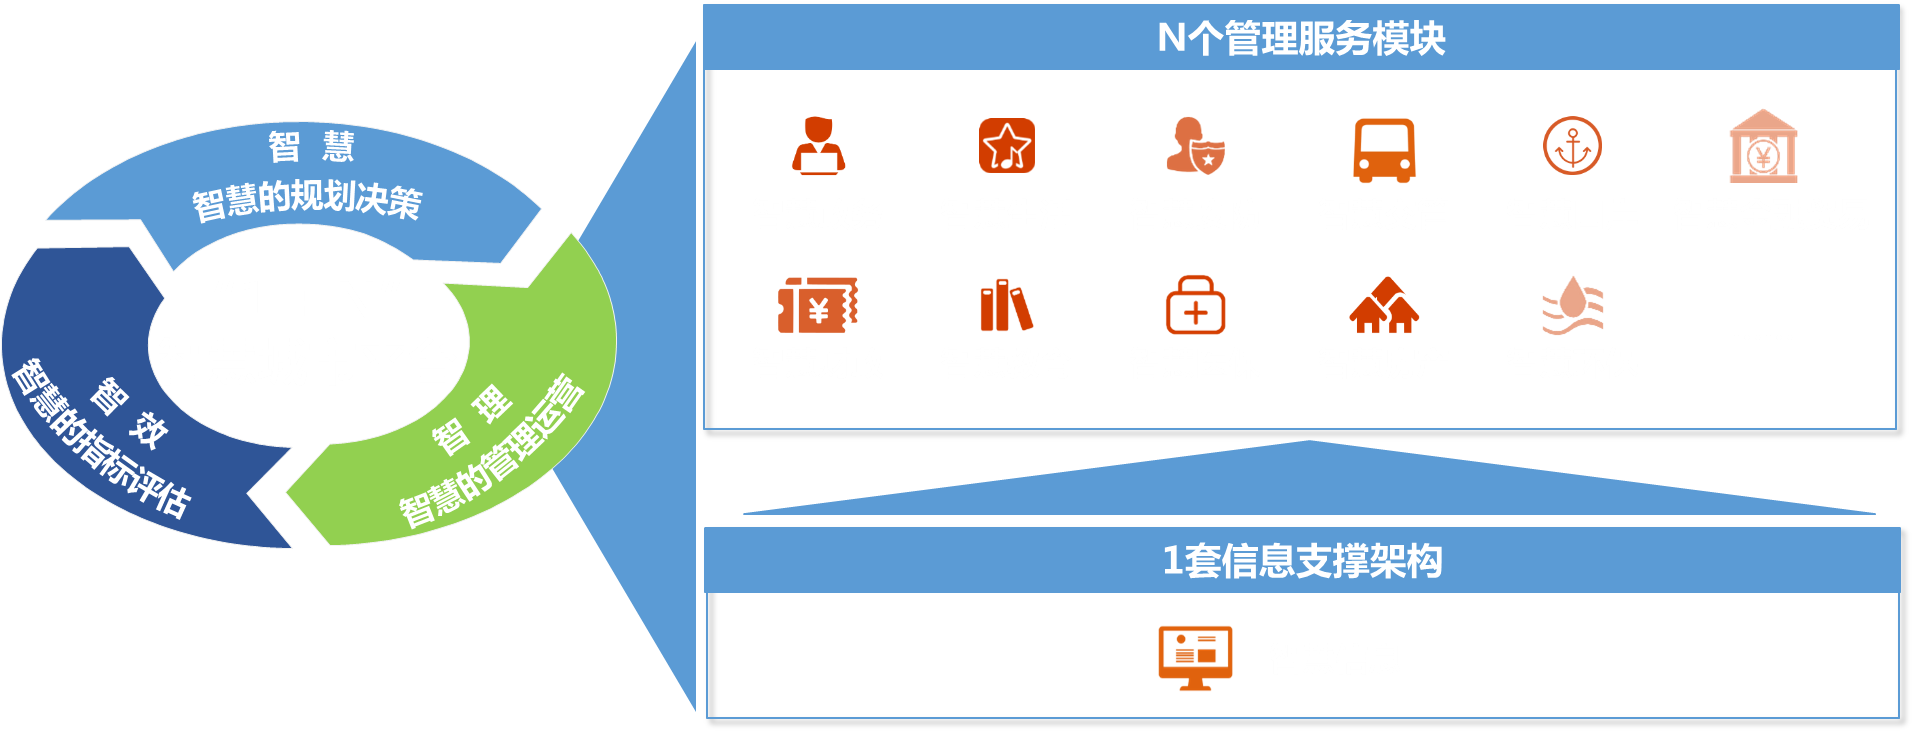 N个管理服务模块
智 慧
智慧的规划决策
智 效
智慧的指标评估
智 理
智慧的管理运营
¥
¥
1套信息支撑架构